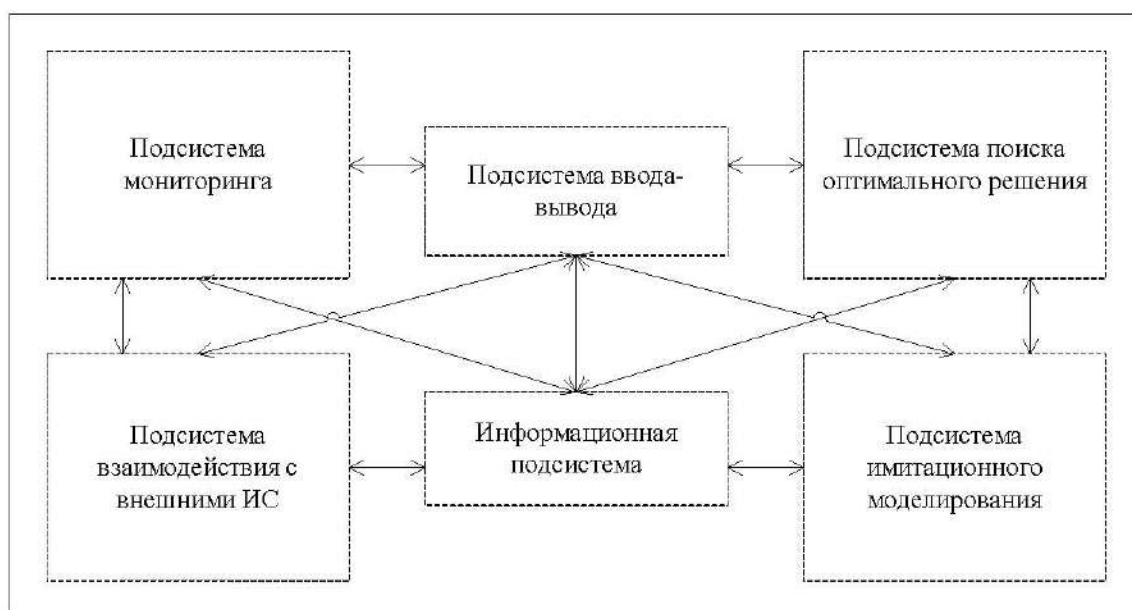 Подсистема
мониторинга
Подсистема ввода-
вывода
Подсистема поиска
оптимального решения
Подсистема
взаимодействия с
внешними ИС
Информационная
подсистема
Подсистема
имитационного
моделирования